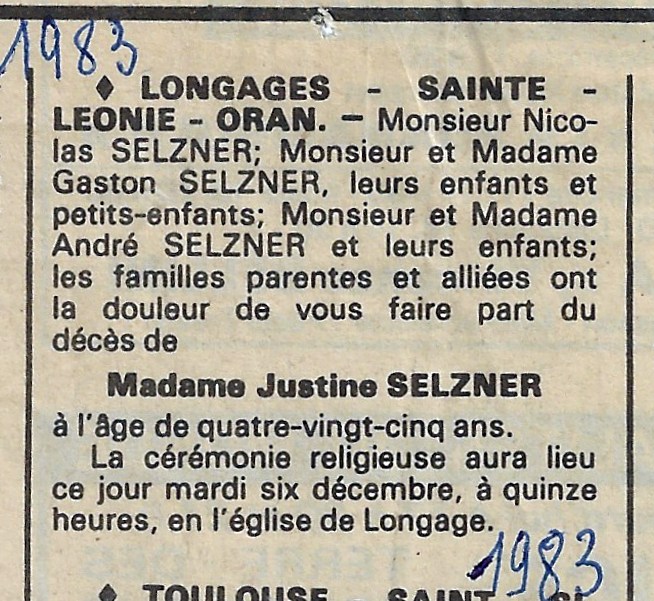 1983
♦ LONGAGES - SAINTE -
LEONIE - ORAN. — Monsieur Nico-
las SELZNER; Monsieur et Madame
Gaston SELZNER, leurs enfants et
petits-enfants; Monsieur et Madame
André SELZNER et leurs enfants;
les familles parentes et alliées ont
la douleur de vous faire part du
décès de
Madame Justine SELZNER
à l'âge de quatre-vingt-cinq ans.
La cérémonie religieuse aura lieu
ce jour mardi six décembre, à quinze
heures, en l'église de Longage.
1983
♦ TOULOUSE - SAINT